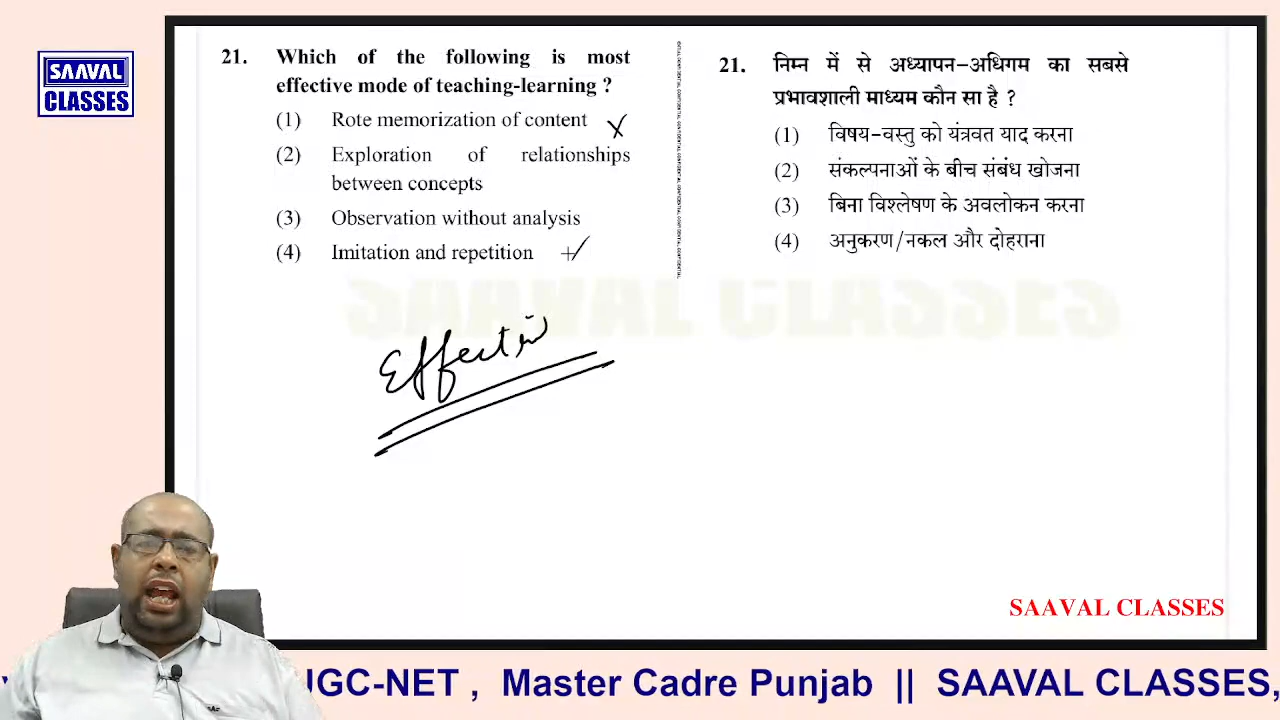 SAAVAL
CLASSES
21. Which of the following is most
effective mode of teaching-learning ?
(1) Rote memorization of content
(2) Exploration of relationships
between concepts
(3) Observation without analysis
(4) Imitation and repetition
21. निम्न में से अध्यापन-अधिगम का सबसे
प्रभावशाली माध्यम कौन सा है ?
(1) विषय-वस्तु को यंत्रवत याद करना
(2) संकल्पनाओं के बीच संबंध खोजना
(3) बिना विश्लेषण के अवलोकन करना
(4) अनुकरण/नकल और दोहराना
SAAVAL CLASSES
SAAVAL CLASSES
UGC-NET , Master Cadre Punjab || SAAVAL CLASSES,